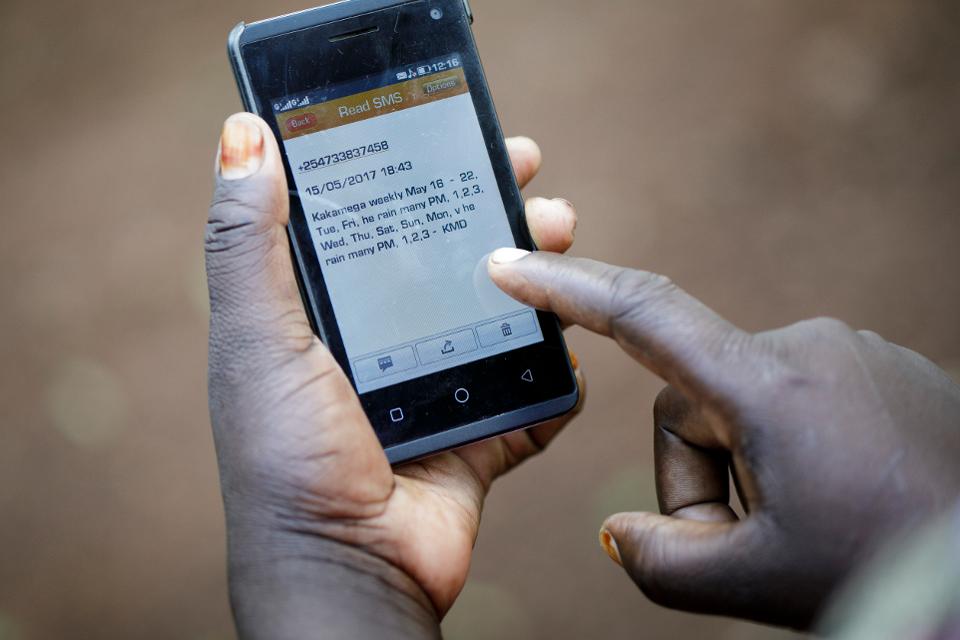 12:16
Back Read SMS Options
+254733837458
15/05/2017 18:43
Kakamega weekly May 16 - 22,
Tue, Fri, he rain many PM, 1,2,3,
Wed, Thu, Sat, Sun, Mon, v he
rain many PM, 1,2,3 - KMD